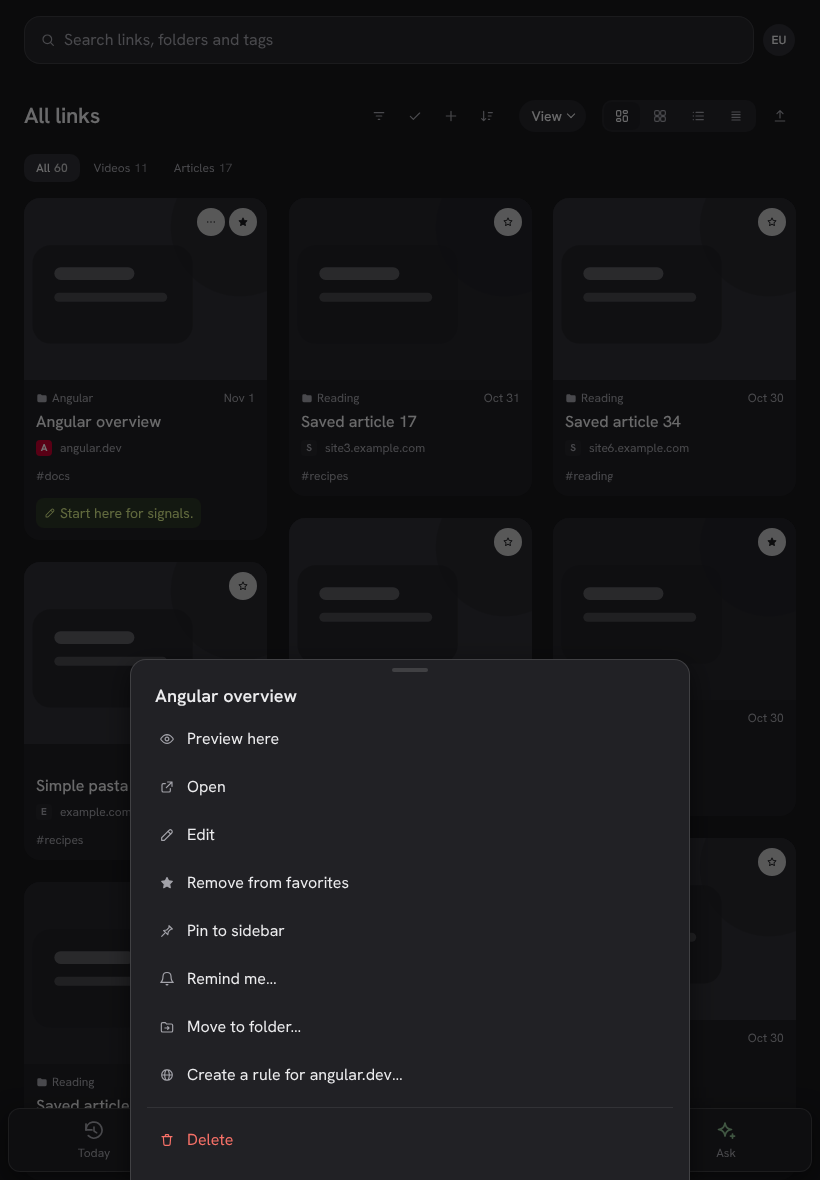 Search links, folders and tags
EU
All links
View
All 60
Videos 11
Articles 17
Angular
Nov 1
Angular overview
A
angular.dev
#docs
Start here for signals.
Reading
Oct 31
Saved article 17
S
site3.example.com
#recipes
Reading
Oct 30
Saved article 34
S
site6.example.com
#reading
Simple pasta
E
example.com
#recipes
Oct 30
Oct 30
Reading
Saved article
Angular overview
Preview here
Open
Edit
Remove from favorites
Pin to sidebar
Remind me...
Move to folder...
Create a rule for angular.dev...
Delete
Today
Ask